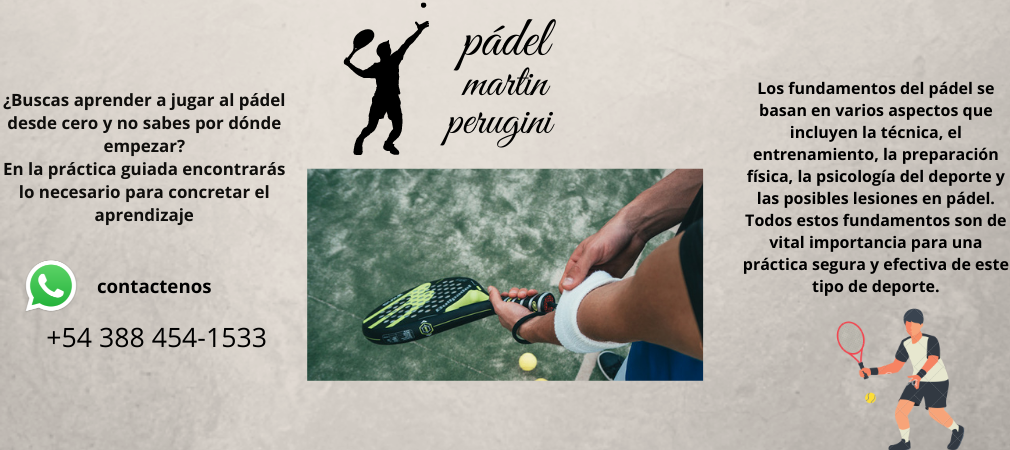 pádel
martin
perugini
¿Buscas aprender a jugar al pádel
desde cero y no sabes por dónde
empezar?
En la práctica guiada encontrarás
lo necesario para concretar el
aprendizaje
contactenos
+54 388 454-1533
Los fundamentos del pádel se
basan en varios aspectos que
incluyen la técnica, el
entrenamiento, la preparación
física, la psicología del deporte y
las posibles lesiones en pádel.
Todos estos fundamentos son de
vital importancia para una
práctica segura y efectiva de este
tipo de deporte.